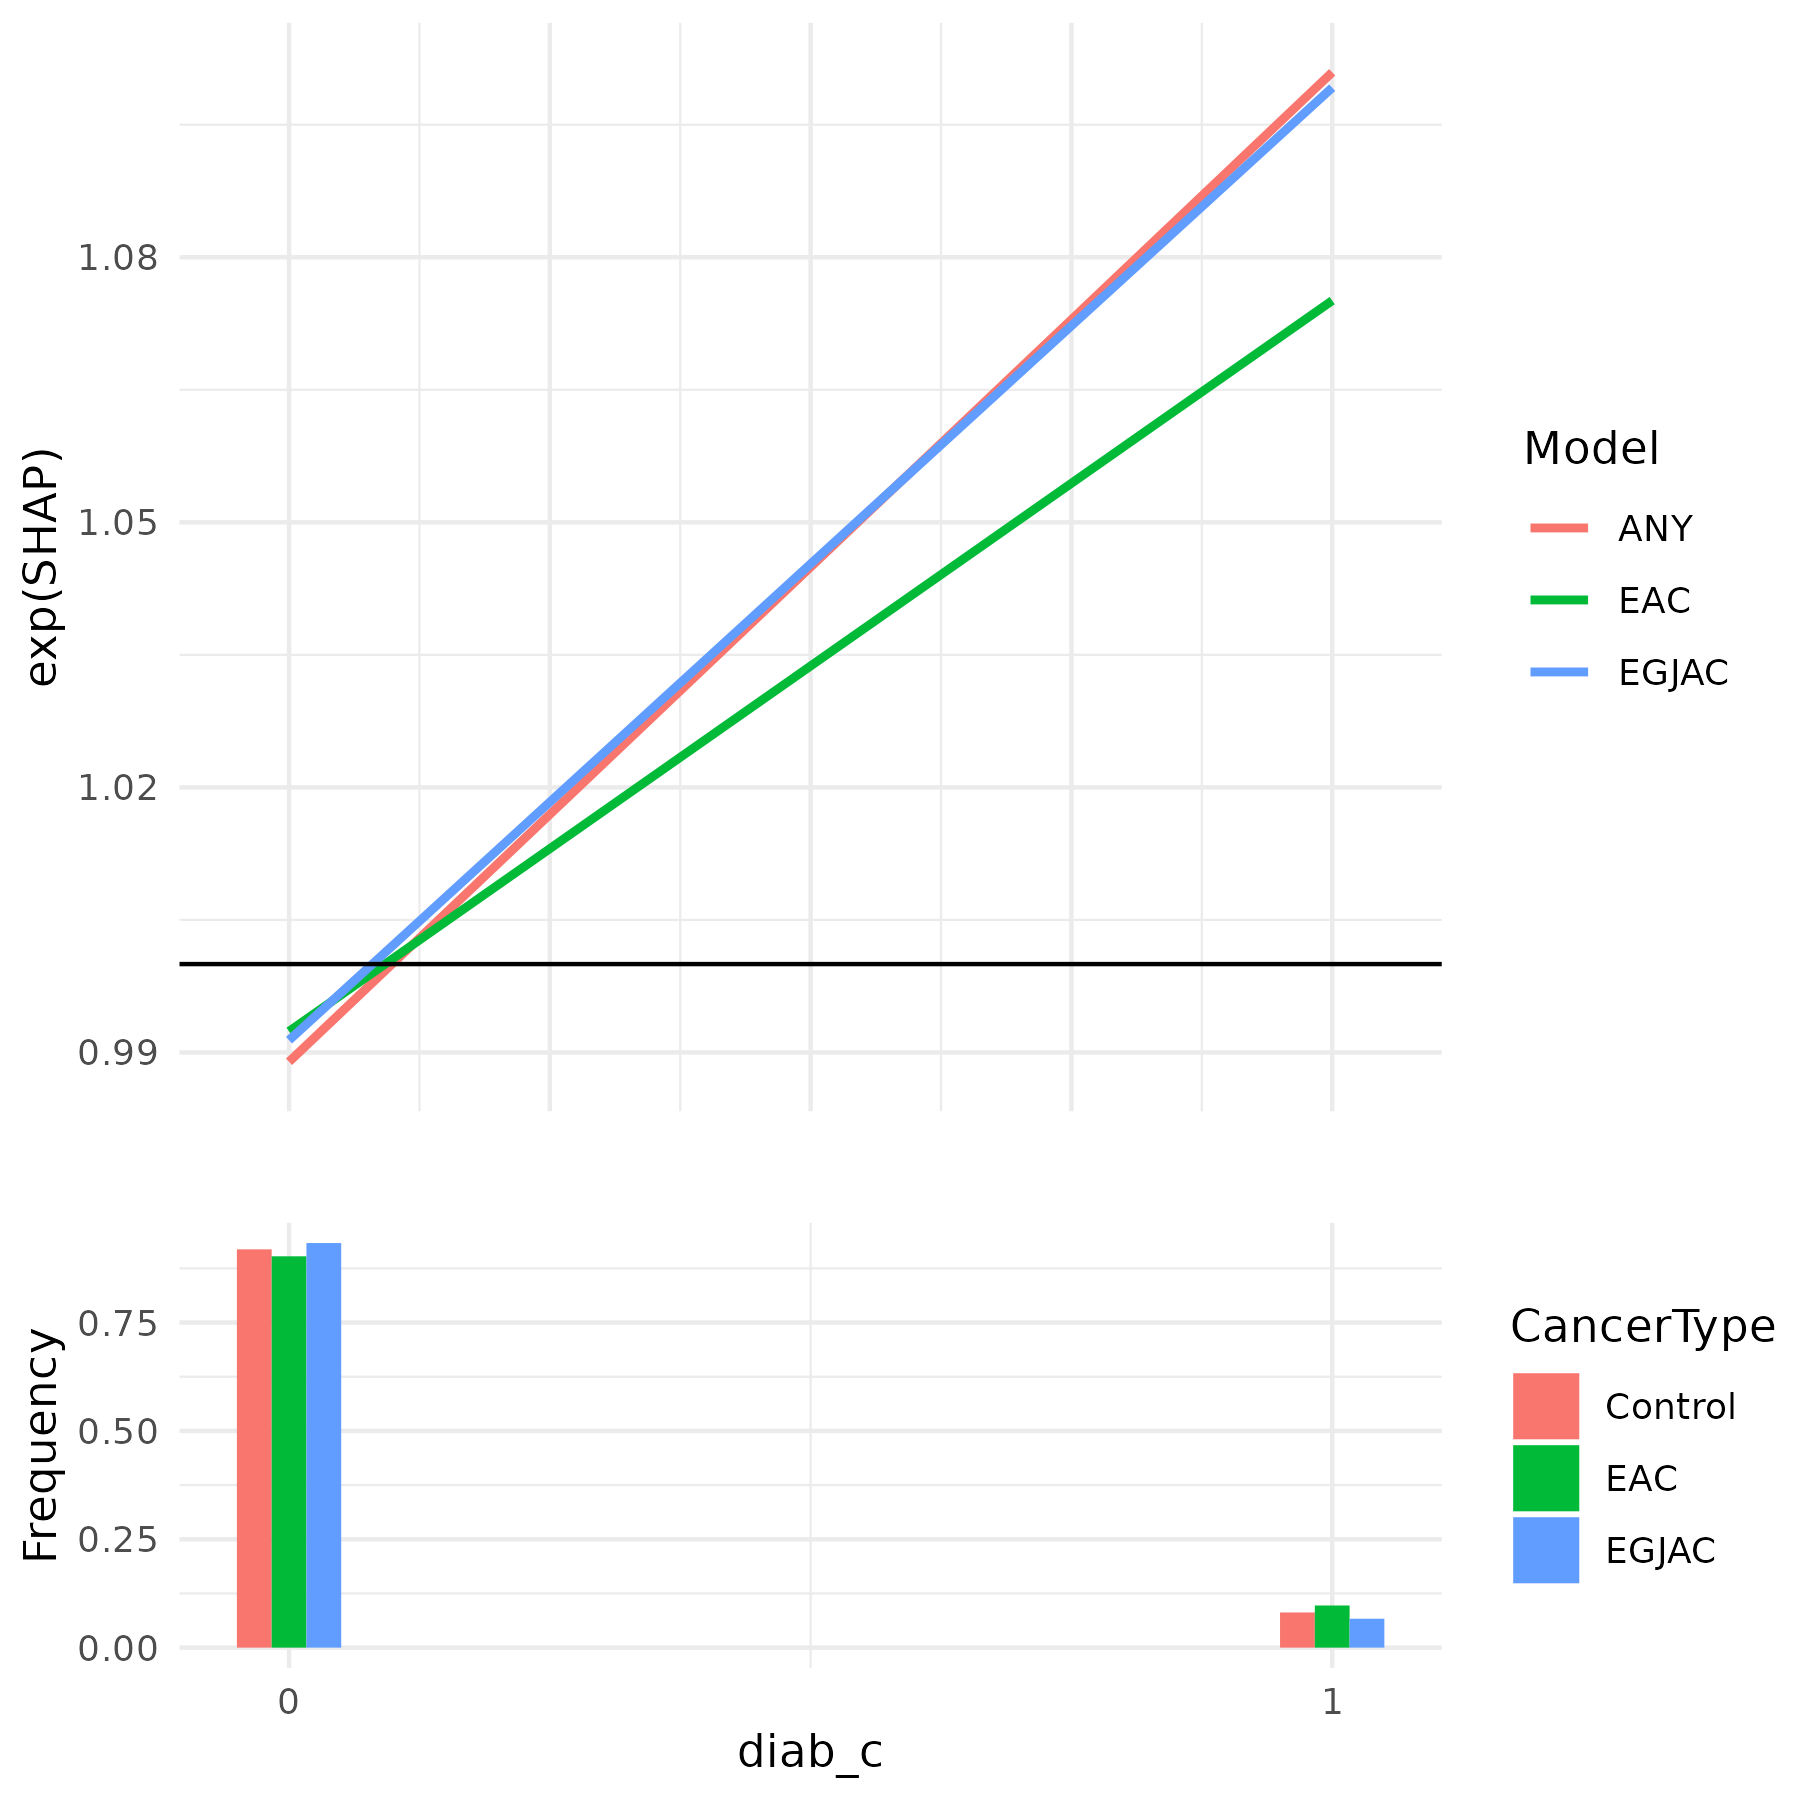 exp(SHAP)
1.08
1.05
1.02
0.99
Model
ANY
EAC
EGJAC
Frequency
0.75
0.50
0.25
0.00
0
1
diab_c
CancerType
Control
EAC
EGJAC